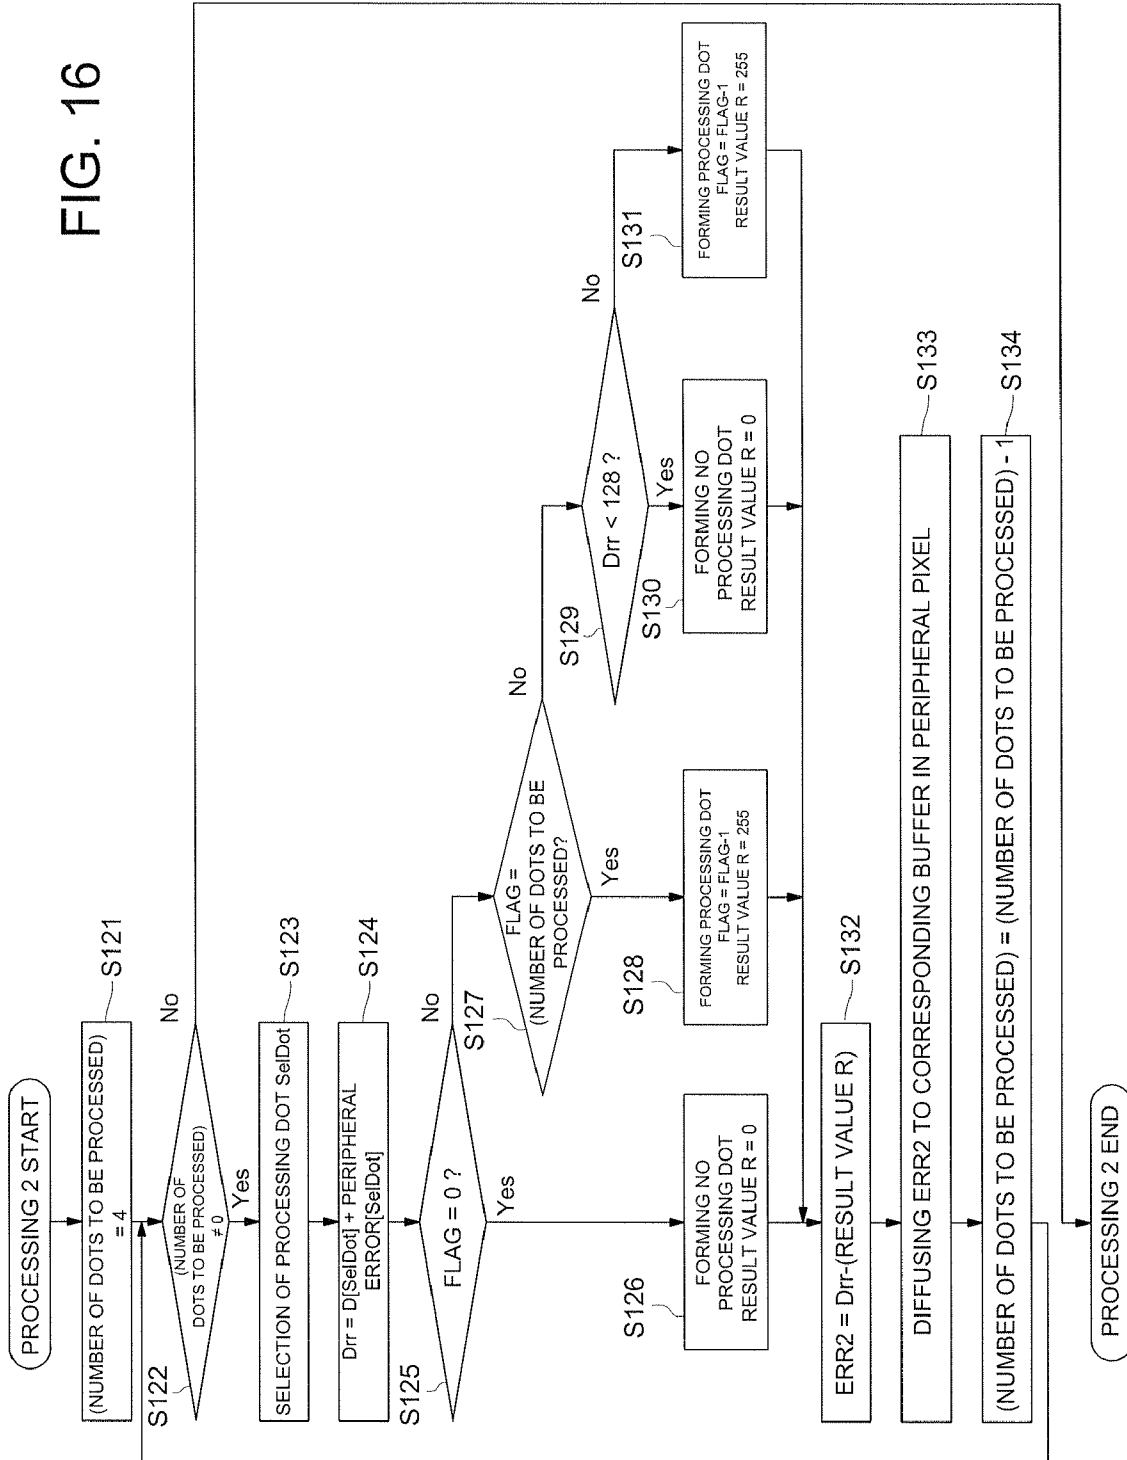 FIG. 16
PROCESSING 2 START
(NUMBER OF DOTS TO BE PROCESSED)
= 4
S121
(NUMBER OF
DOTS TO BE PROCESSED)
≠ 0
S122
No
Yes
SELECTION OF PROCESSING DOT SelDot
S123
Drr = D[SelDot] + PERIPHERAL
ERROR[SelDot]
S124
FLAG = 0 ?
S125
No
Yes
FLAG =
(NUMBER OF DOTS TO BE
PROCESSED?
S127
No
Yes
Drr < 128 ?
S129
No
Yes
FORMING NO
PROCESSING DOT
RESULT VALUE R = 0
S126
FORMING PROCESSING DOT
FLAG = FLAG-1
RESULT VALUE R = 255
S128
FORMING NO
PROCESSING DOT
RESULT VALUE R = 0
S130
FORMING PROCESSING DOT
FLAG = FLAG-1
RESULT VALUE R = 255
S131
ERR2 = Drr-(RESULT VALUE R)
S132
DIFFUSING ERR2 TO CORRESPONDING BUFFER IN PERIPHERAL PIXEL
S133
(NUMBER OF DOTS TO BE PROCESSED) = (NUMBER OF DOTS TO BE PROCESSED) - 1
S134
PROCESSING 2 END